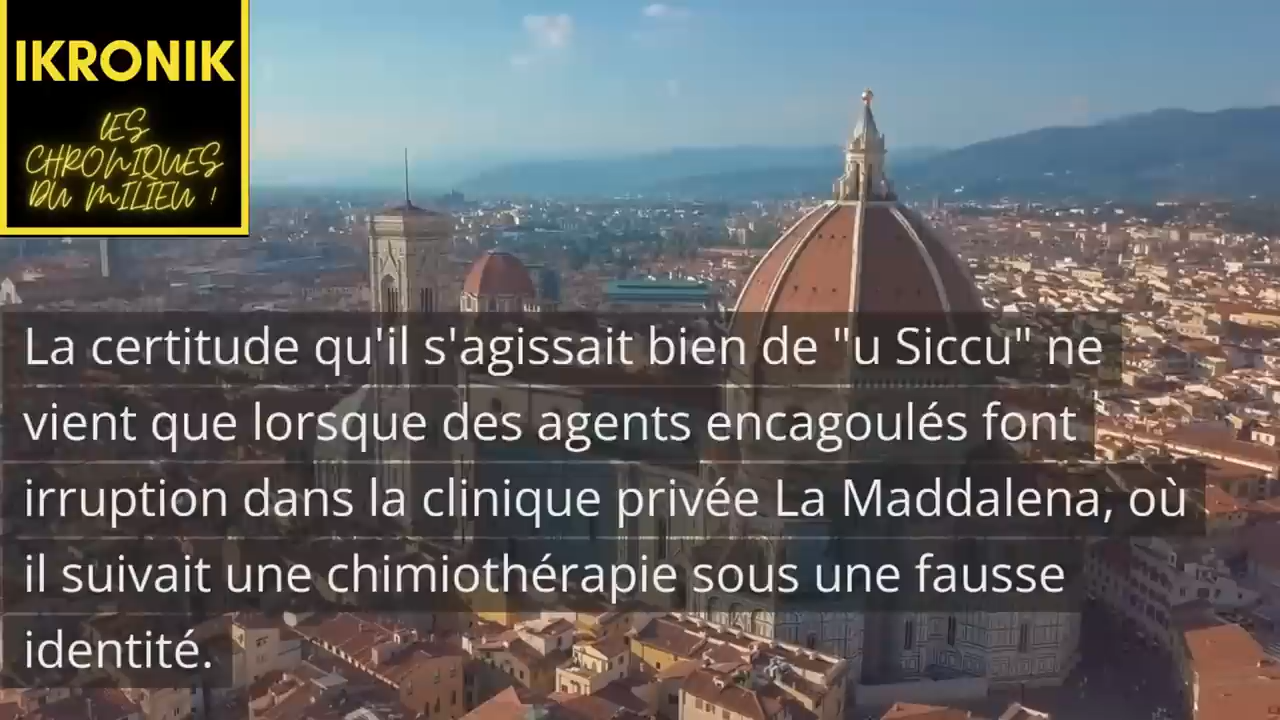 IKRONIK
LES
CHRONIQUES
DU MILIEU !
La certitude qu'il s'agissait bien de "u Siccu" ne
vient que lorsque des agents encagoulés font
irruption dans la clinique privée La Maddalena, où
il suivait une chimiothérapie sous une fausse
identité.